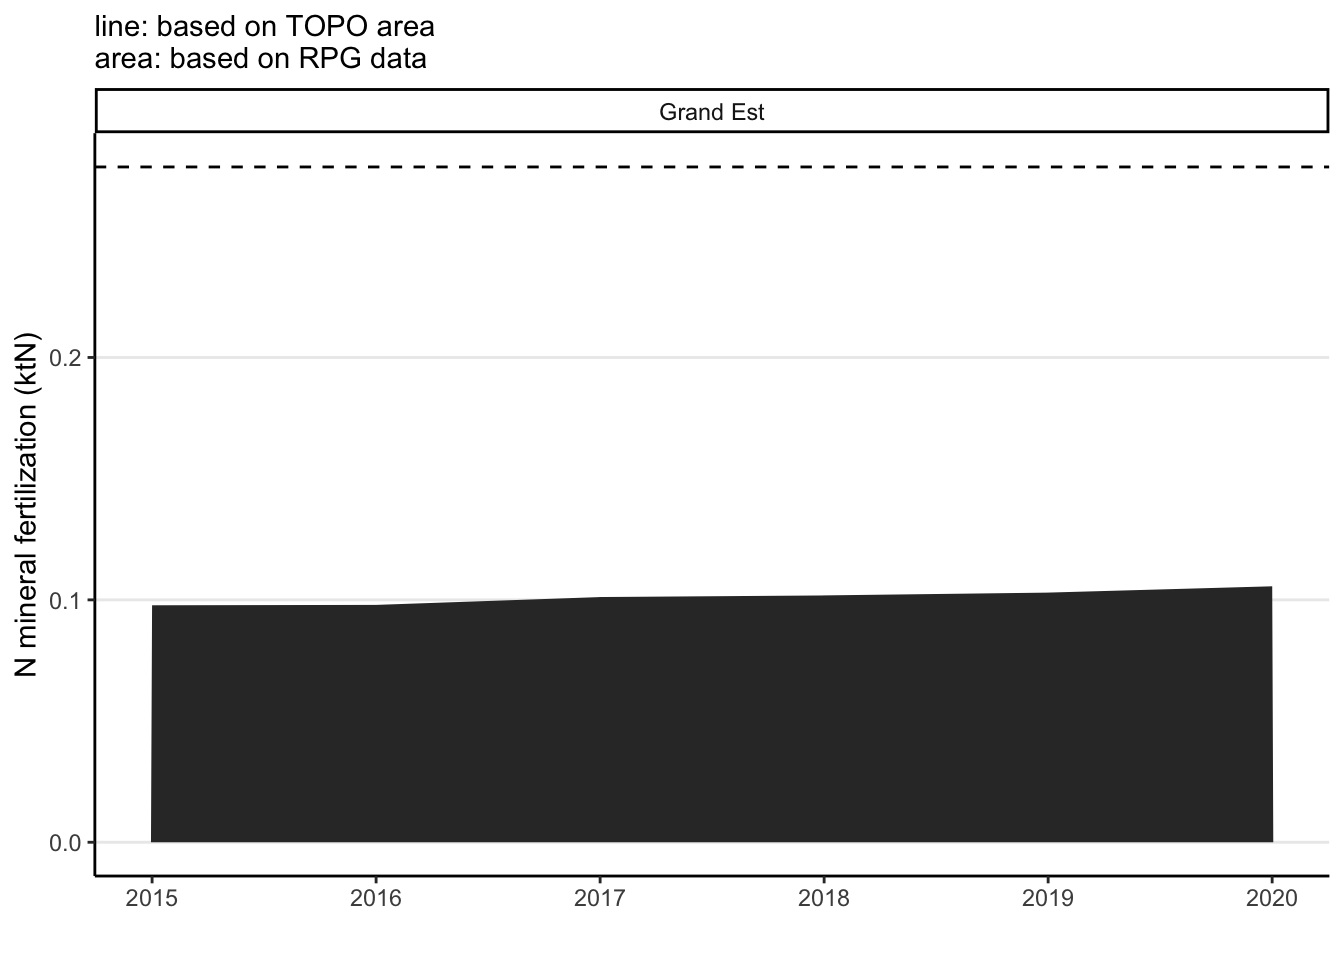 line: based on TOPO area
area: based on RPG data
Grand Est
N mineral fertilization (ktN)
0.2
0.1
0.0
2015 2016 2017 2018 2019 2020